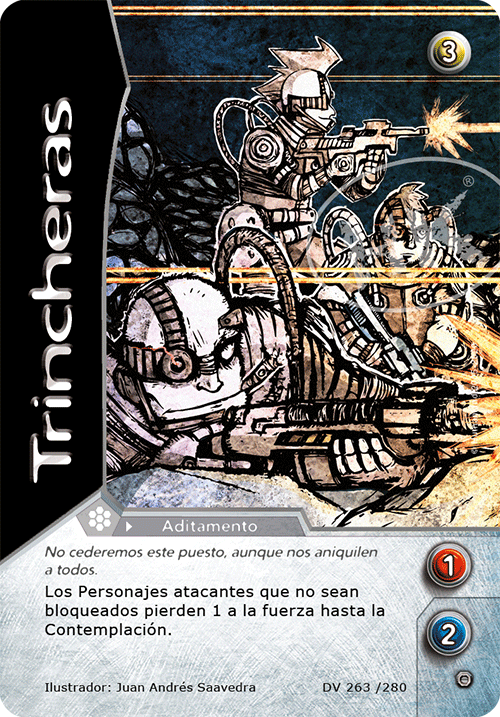 3
Trincheras
®
Aditamento
No cederemos este puesto, aunque nos aniquilen
a todos.
Los Personajes atacantes que no sean
bloqueados pierden 1 a la fuerza hasta la
Contemplación.
1
2
Ilustrador: Juan Andrés Saavedra
DV 263 /280